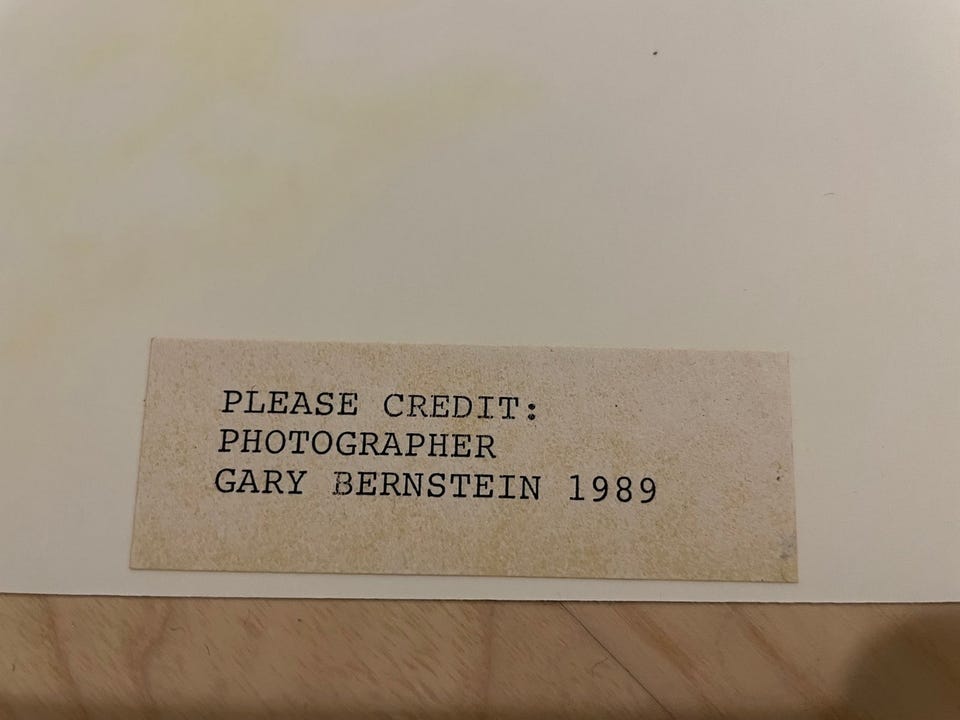 PLEASE CREDIT:
PHOTOGRAPHER
GARY BERNSTEIN 1989